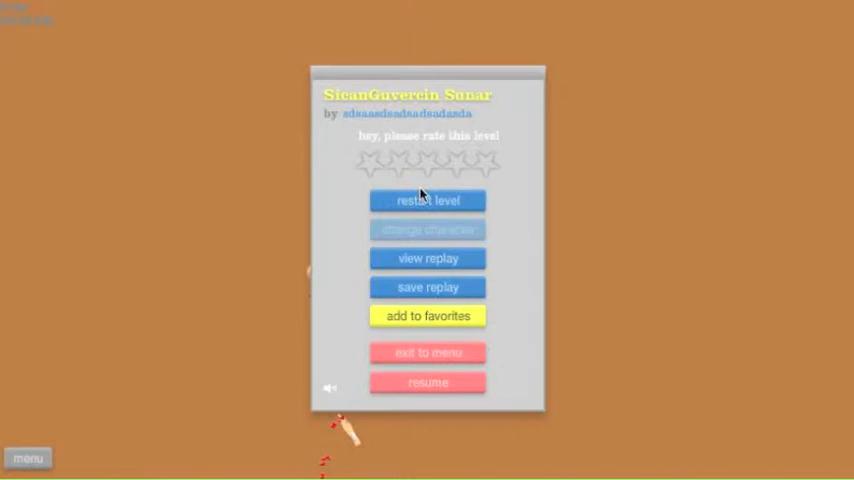 SicanGuvercin Sunar
by sdsaasdsadsadsadasda
hey, please rate this level
restart level
change character
view replay
save replay
add to favorites
exit to menu
resume
menu